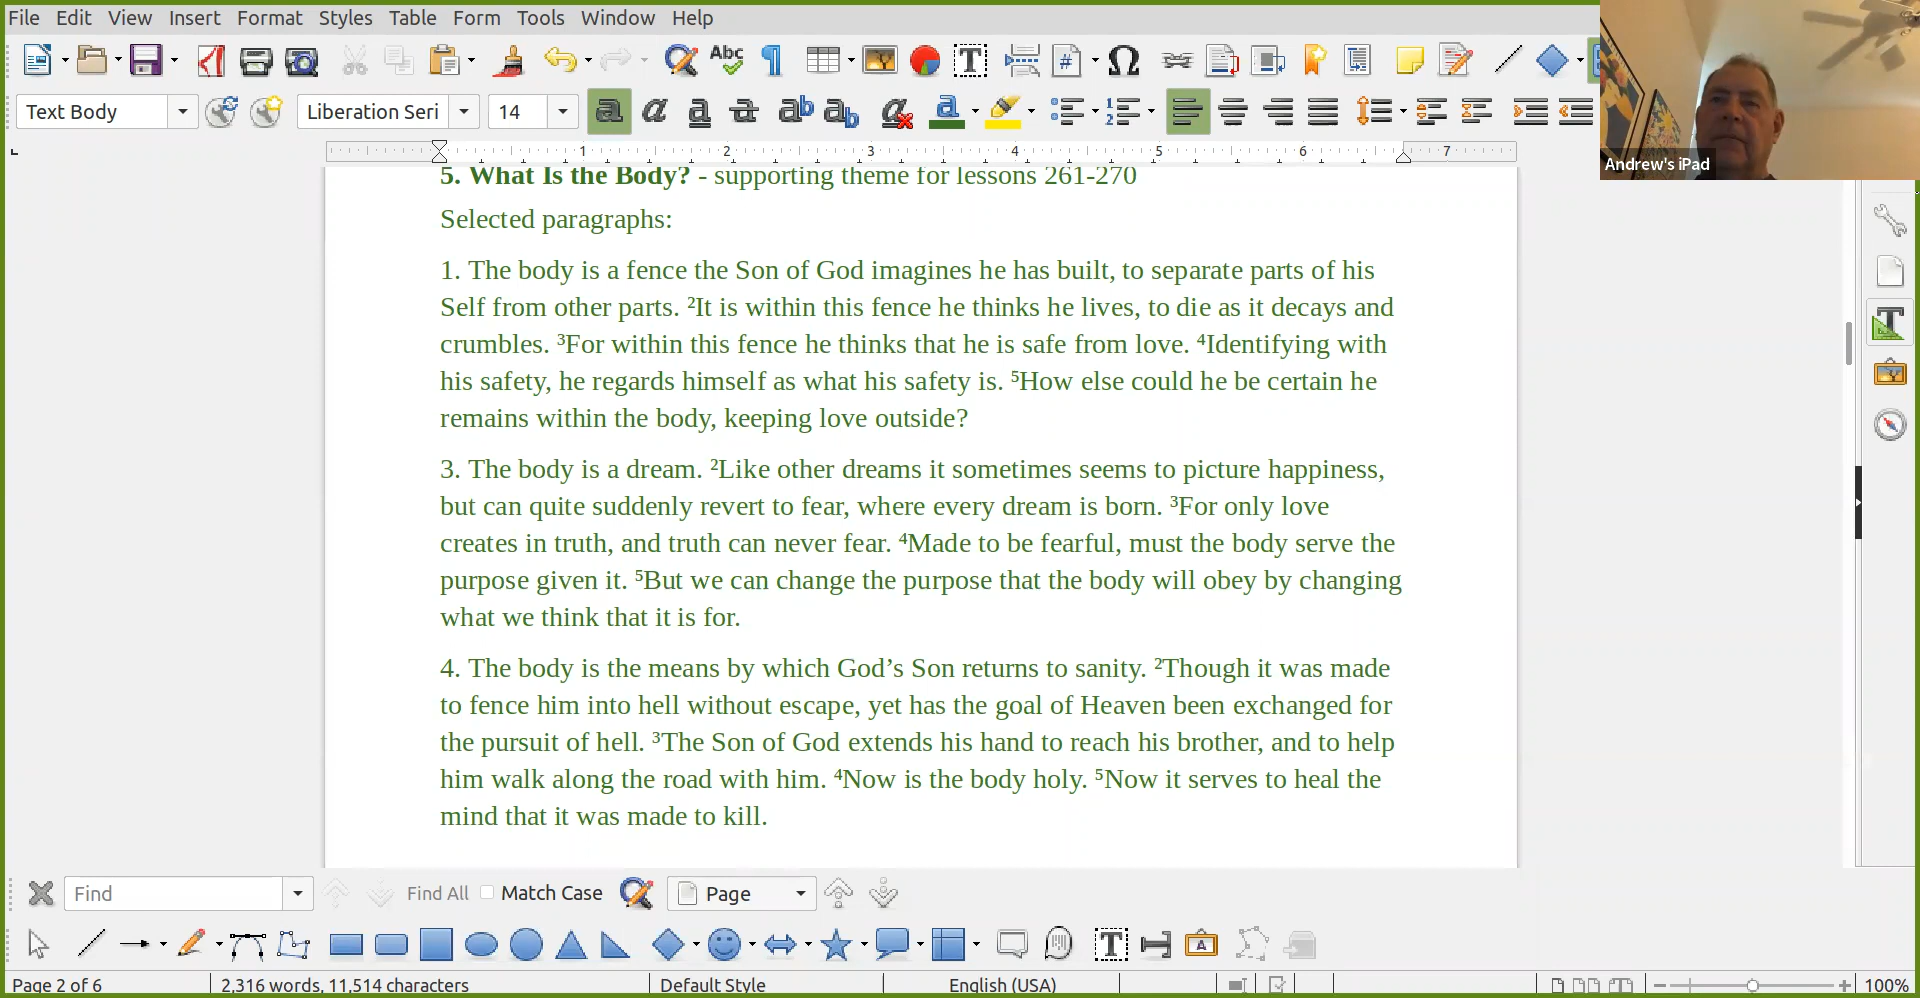 File Edit View Insert Format Styles Table Form Tools Window Help
Abc
Text Body Liberation Seri 14
1 2 3 4 5 6 7
Andrew's iPad
5. What Is the Body? - supporting theme for lessons 261-270
Selected paragraphs:
1. The body is a fence the Son of God imagines he has built, to separate parts of his
Self from other parts. ²It is within this fence he thinks he lives, to die as it decays and
crumbles. ³For within this fence he thinks that he is safe from love. ⁴Identifying with
his safety, he regards himself as what his safety is. ⁵How else could he be certain he
remains within the body, keeping love outside?
3. The body is a dream. ²Like other dreams it sometimes seems to picture happiness,
but can quite suddenly revert to fear, where every dream is born. ³For only love
creates in truth, and truth can never fear. ⁴Made to be fearful, must the body serve the
purpose given it. ⁵But we can change the purpose that the body will obey by changing
what we think that it is for.
4. The body is the means by which God’s Son returns to sanity. ²Though it was made
to fence him into hell without escape, yet has the goal of Heaven been exchanged for
the pursuit of hell. ³The Son of God extends his hand to reach his brother, and to help
him walk along the road with him. ⁴Now is the body holy. ⁵Now it serves to heal the
mind that it was made to kill.
Find Find All Match Case Page
Page 2 of 6 2,316 words, 11,514 characters Default Style English (USA) 100%